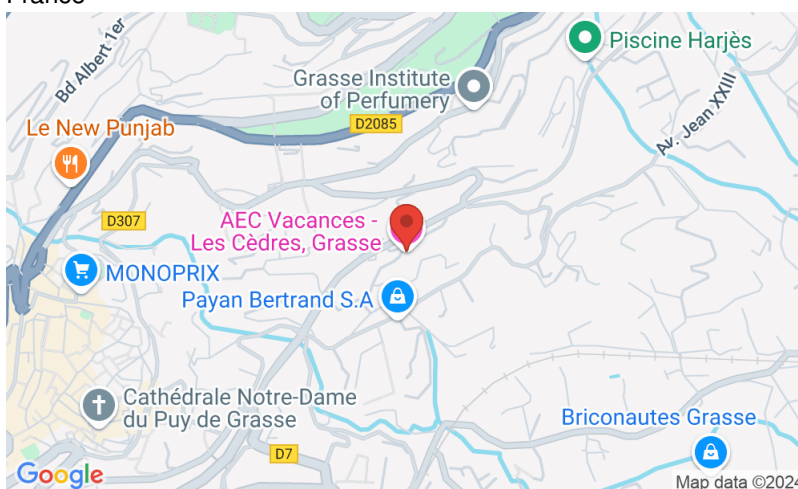 France
Bd Albert 1er
Piscine Harjès
Grasse Institute
of Perfumery
Av. Jean XXIII
D2085
Le New Punjab
D307
AEC Vacances -
Les Cèdres, Grasse
MONOPRIX
Payan Bertrand S.A
Cathédrale Notre-Dame
du Puy de Grasse
Briconautes Grasse
D7
Google
Map data ©2024